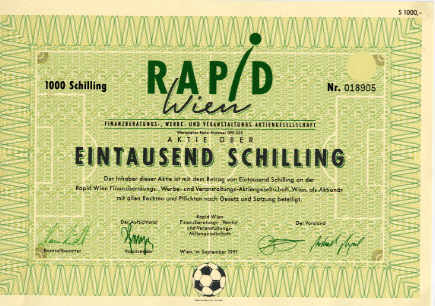 S 1000,-
1000 Schilling
RAPID
Wien
Nr. 018905
FINANZBERATUNGS-, WERBE- UND VERANSTALTUNGS AKTIENGESELLSCHAFT
AKTIE ÜBER
EINTAUSEND SCHILLING
Der Inhaber dieser Aktie ist mit dem Betrag von Eintausend Schilling an der
Rapid Wien Finanzberatungs-, Werbe- und Veranstaltungs-Aktiengesellschaft, Wien, als Aktionär
mit allen Rechten und Pflichten nach Gesetz und Satzung beteiligt.
Der Aufsichtsrat
Rapid Wien
Finanzberatungs-, Werbe-
und Veranstaltungs-
Aktiengesellschaft
Der Vorstand
Wien, im September 1991